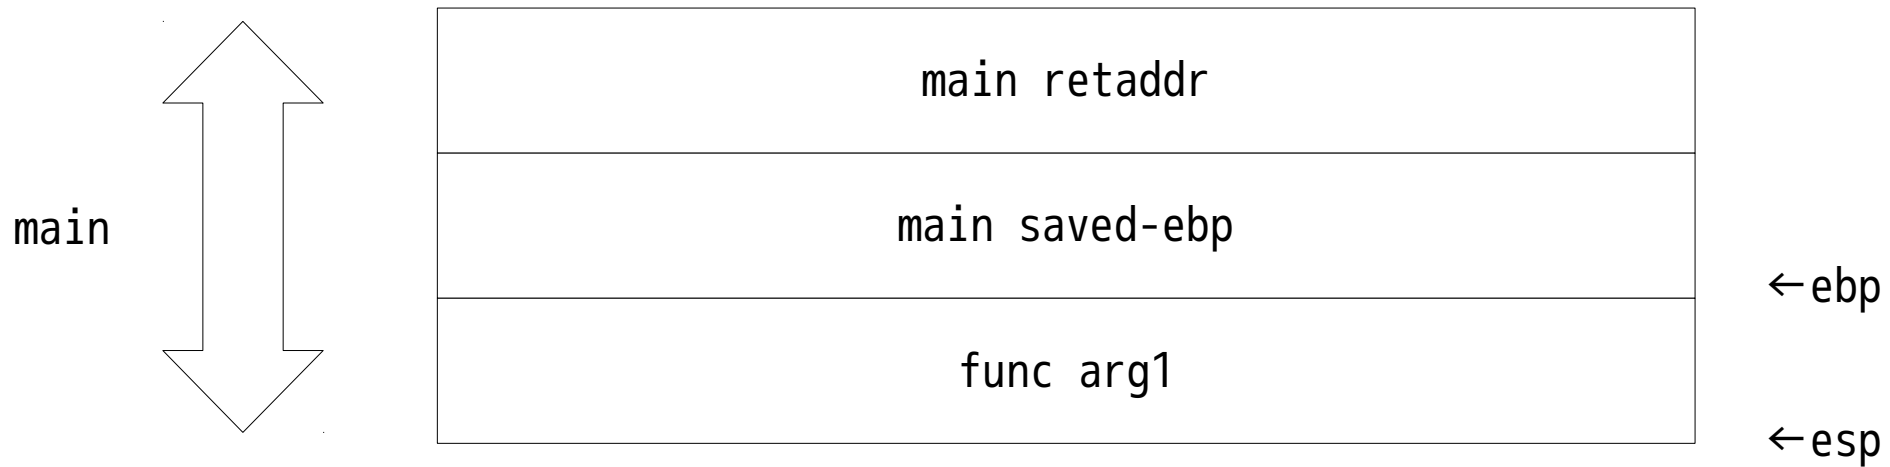 main retaddr
main
main saved-ebp
←ebp
func arg1
←esp